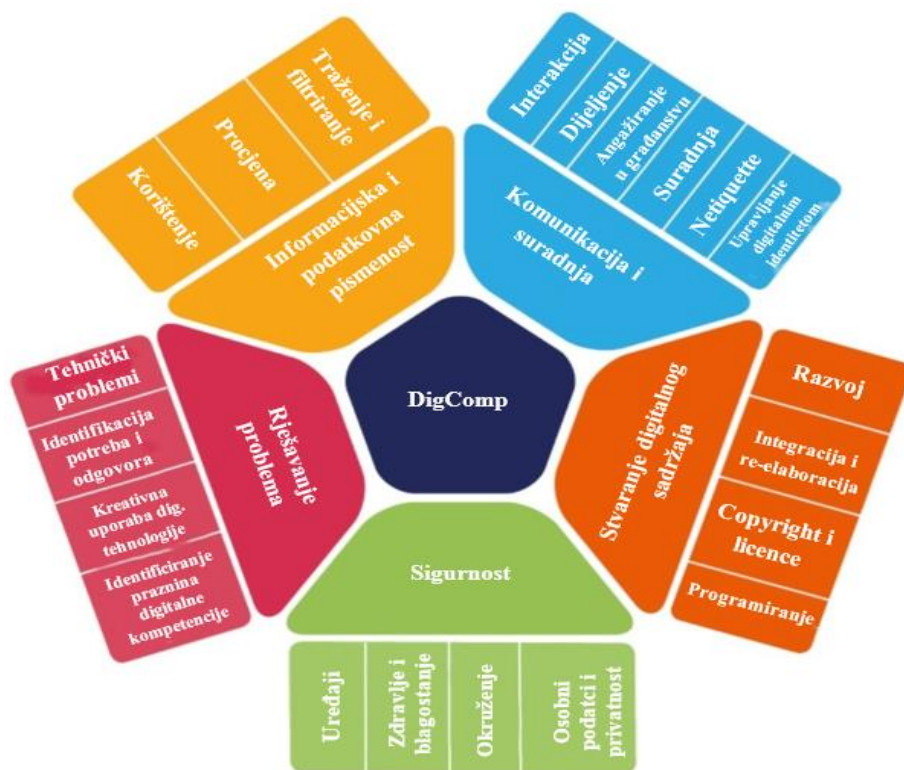 DigComp
Informacijska i
podatkovna
pismenost
Korištenje
Procjena
Traženje i
filtriranje
Komunikacija i
suradnja
Interakcija
Dijeljenje
Angažiranje
u građanstvu
Suradnja
Netiquette
Upravljanje
digitalnim
identitetom
Stvaranje digitalnog
sadržaja
Razvoj
Integracija i
re-elaboracija
Copyright i
licence
Programiranje
Sigurnost
Uređaji
Zdravlje i
blagostanje
Okruženje
Osobni
podatci i
privatnost
Rješavanje
problema
Tehnički
problemi
Identifikacija
potreba i
odgovora
Kreativna
uporaba dig.
tehnologije
Identificiranje
praznina
digitalne
kompetencije